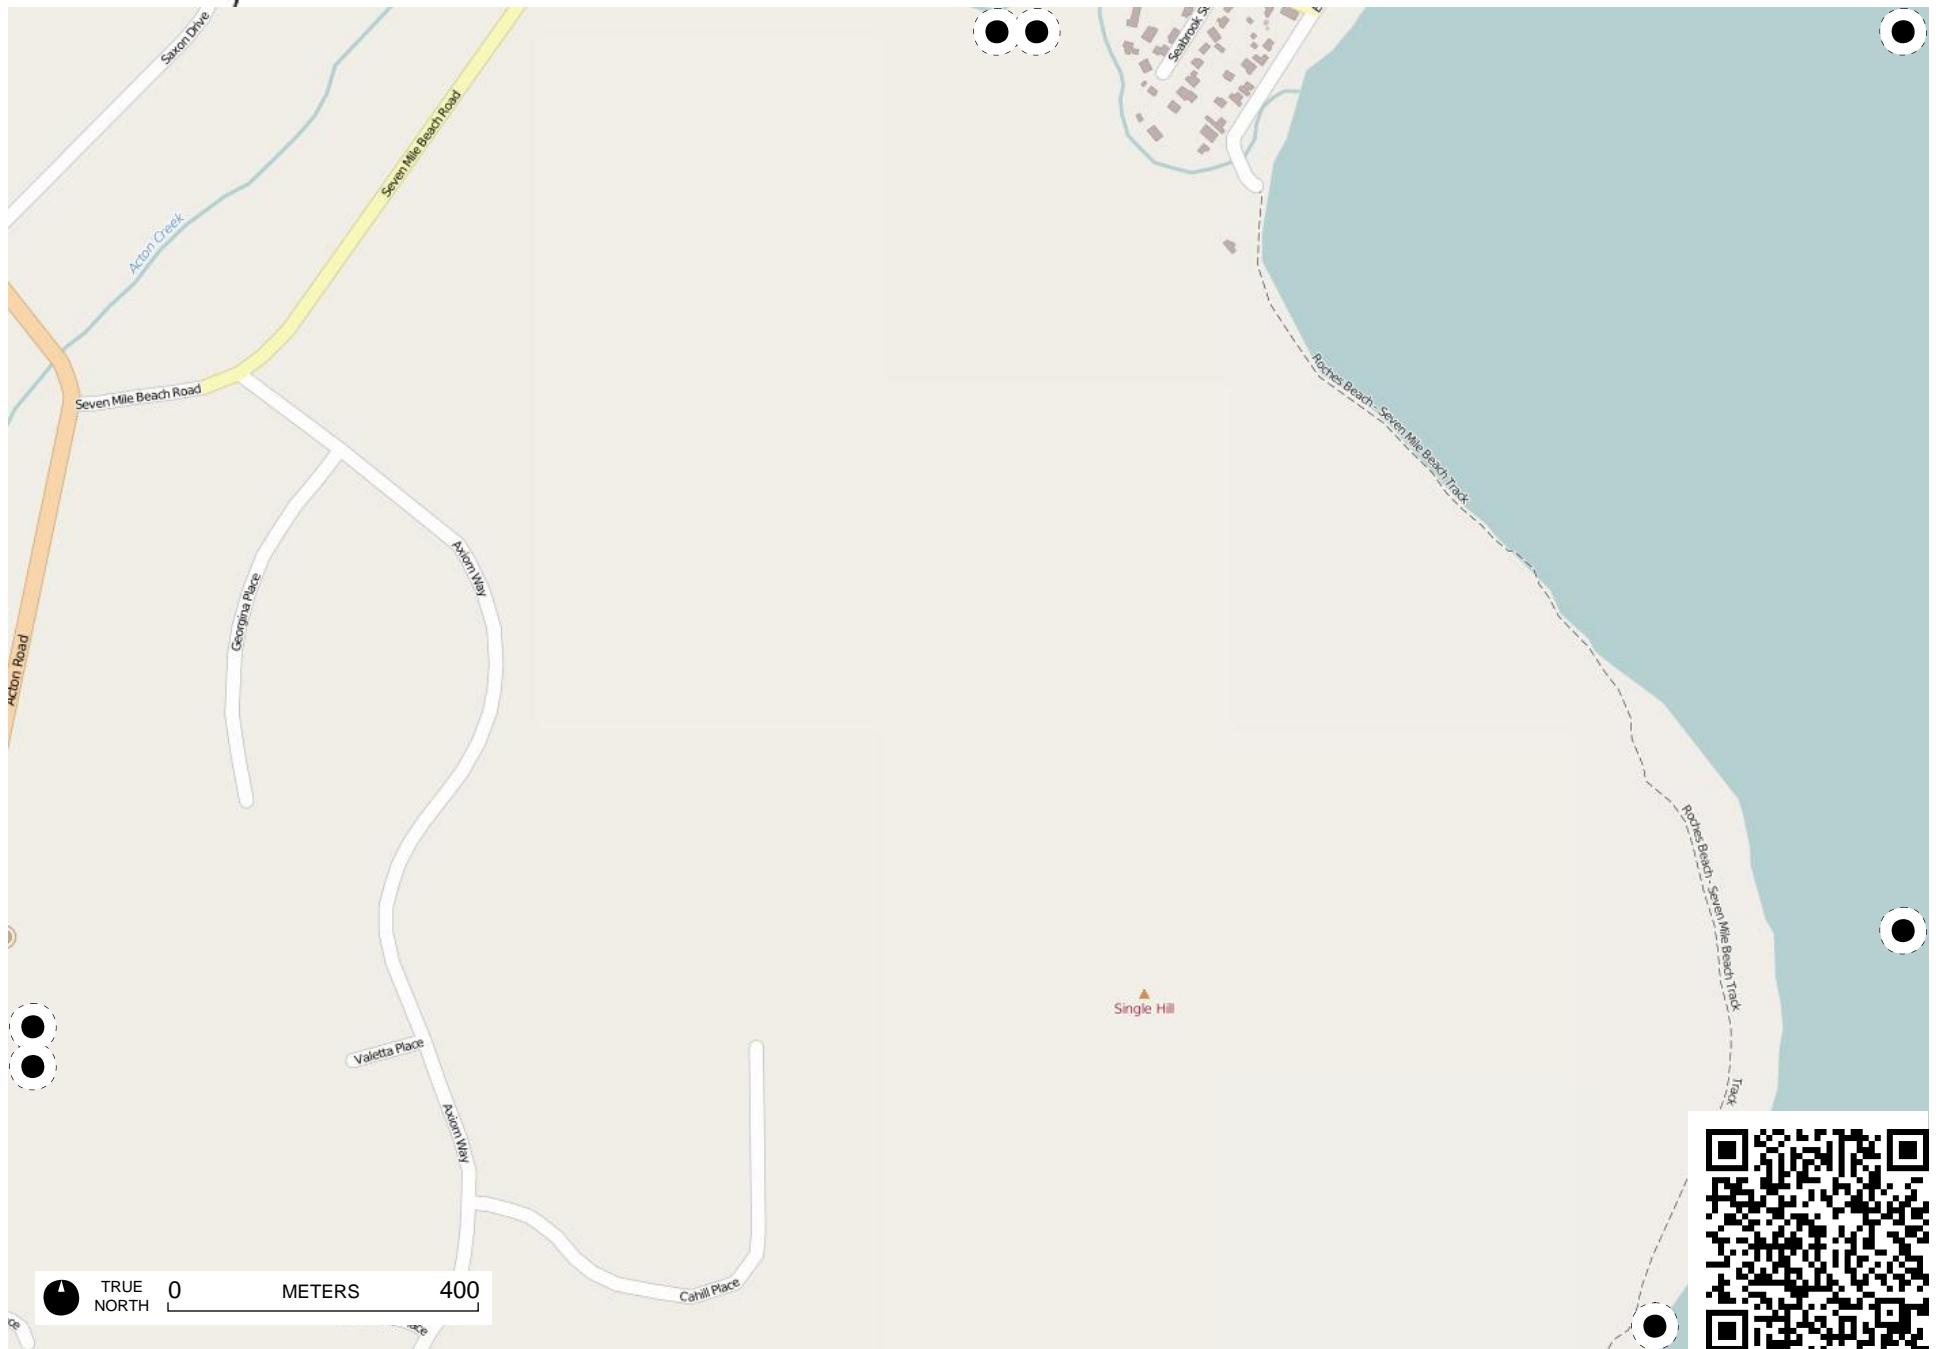 Saxon Drive
Seabrook
Seven Mile Beach Road
Acton Creek
Roches Beach - Seven Mile Beach Track
Seven Mile Beach Road
Axiom Way
Georgina Place
Acton Road
Roches Beach - Seven Mile Beach Track
Single Hill
Valetta Place
Track
Axiom Way
Cahill Place
TRUE
NORTH
0 METERS 400